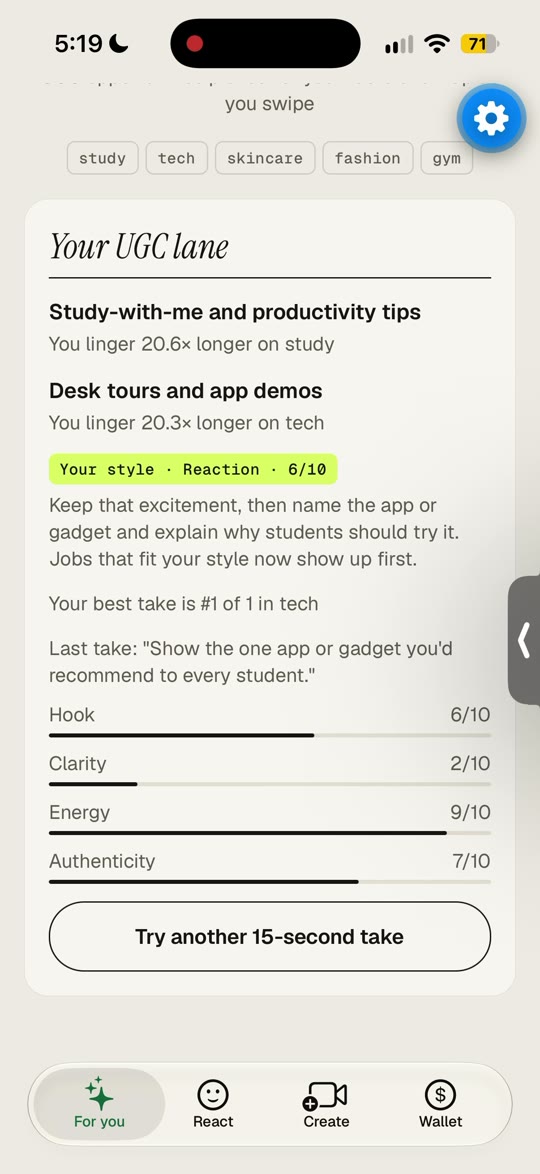 5:19
71
you swipe
study
tech
skincare
fashion
gym
Your UGC lane
Study-with-me and productivity tips
You linger 20.6× longer on study
Desk tours and app demos
You linger 20.3× longer on tech
Your style · Reaction · 6/10
Keep that excitement, then name the app or
gadget and explain why students should try it.
Jobs that fit your style now show up first.
Your best take is #1 of 1 in tech
Last take: "Show the one app or gadget you'd
recommend to every student."
Hook 6/10
Clarity 2/10
Energy 9/10
Authenticity 7/10
Try another 15-second take
For you
React
Create
Wallet